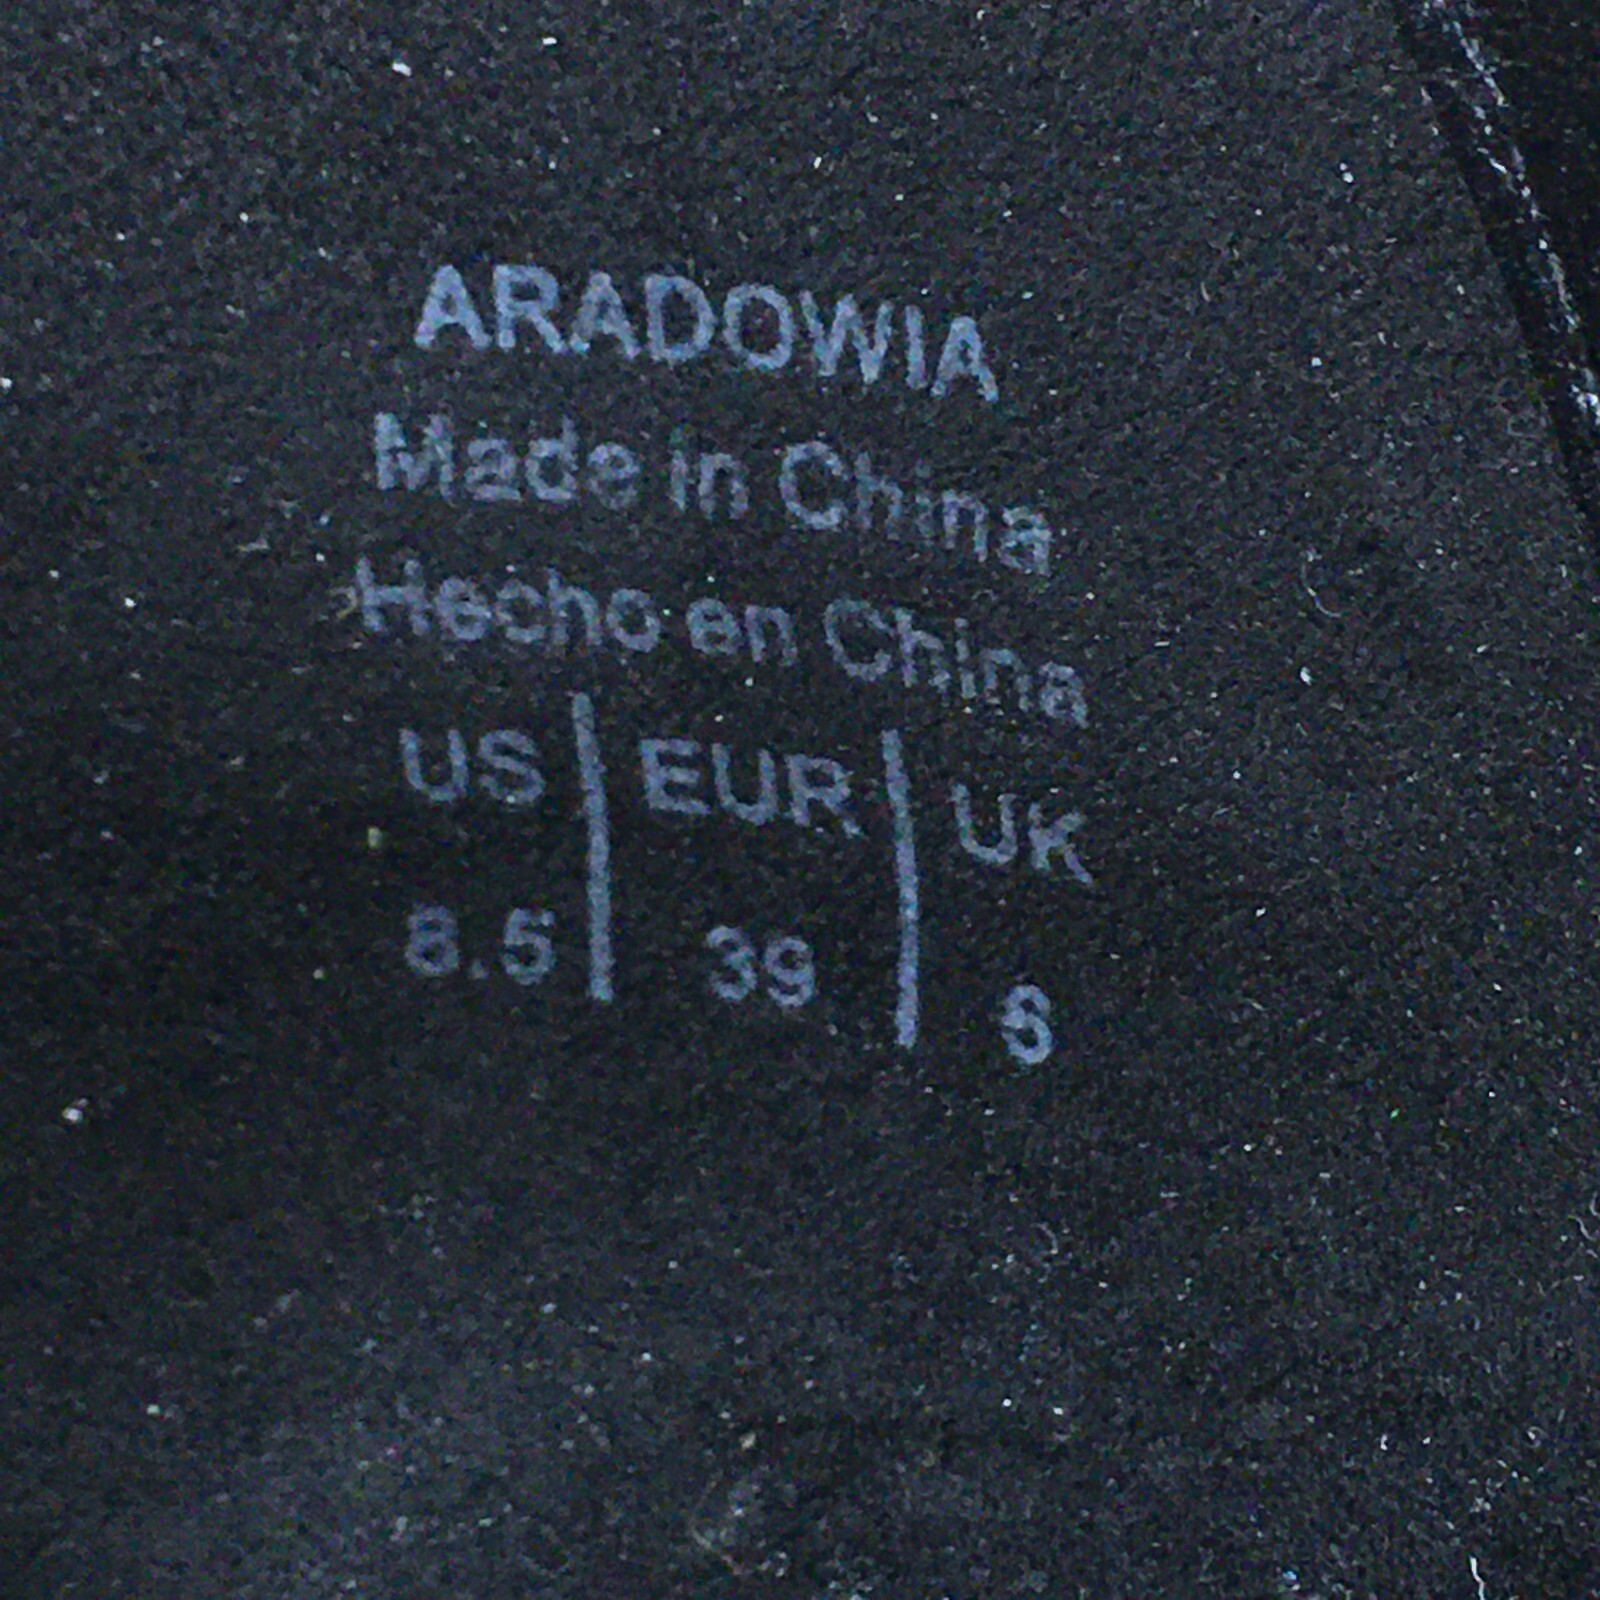 ARADOWIA
Made in China
Hecho en China
US | EUR | UK
8.5 | 39 | 6